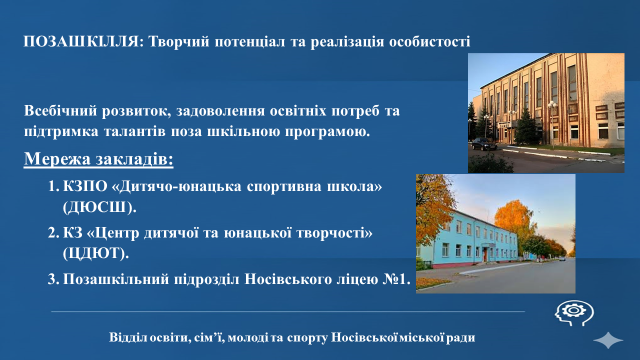 ПОЗАШКІЛЛЯ: Творчий потенціал та реалізація особистості
Всебічний розвиток, задоволення освітніх потреб та
підтримка талантів поза шкільною програмою.
Мережа закладів:
1. КЗПО «Дитячо-юнацька спортивна школа»
(ДЮСШ).
2. КЗ «Центр дитячої та юнацької творчості»
(ЦДЮТ).
3. Позашкільний підрозділ Носівського ліцею №1.
Відділ освіти, сім’ї, молоді та спорту Носівської міської ради